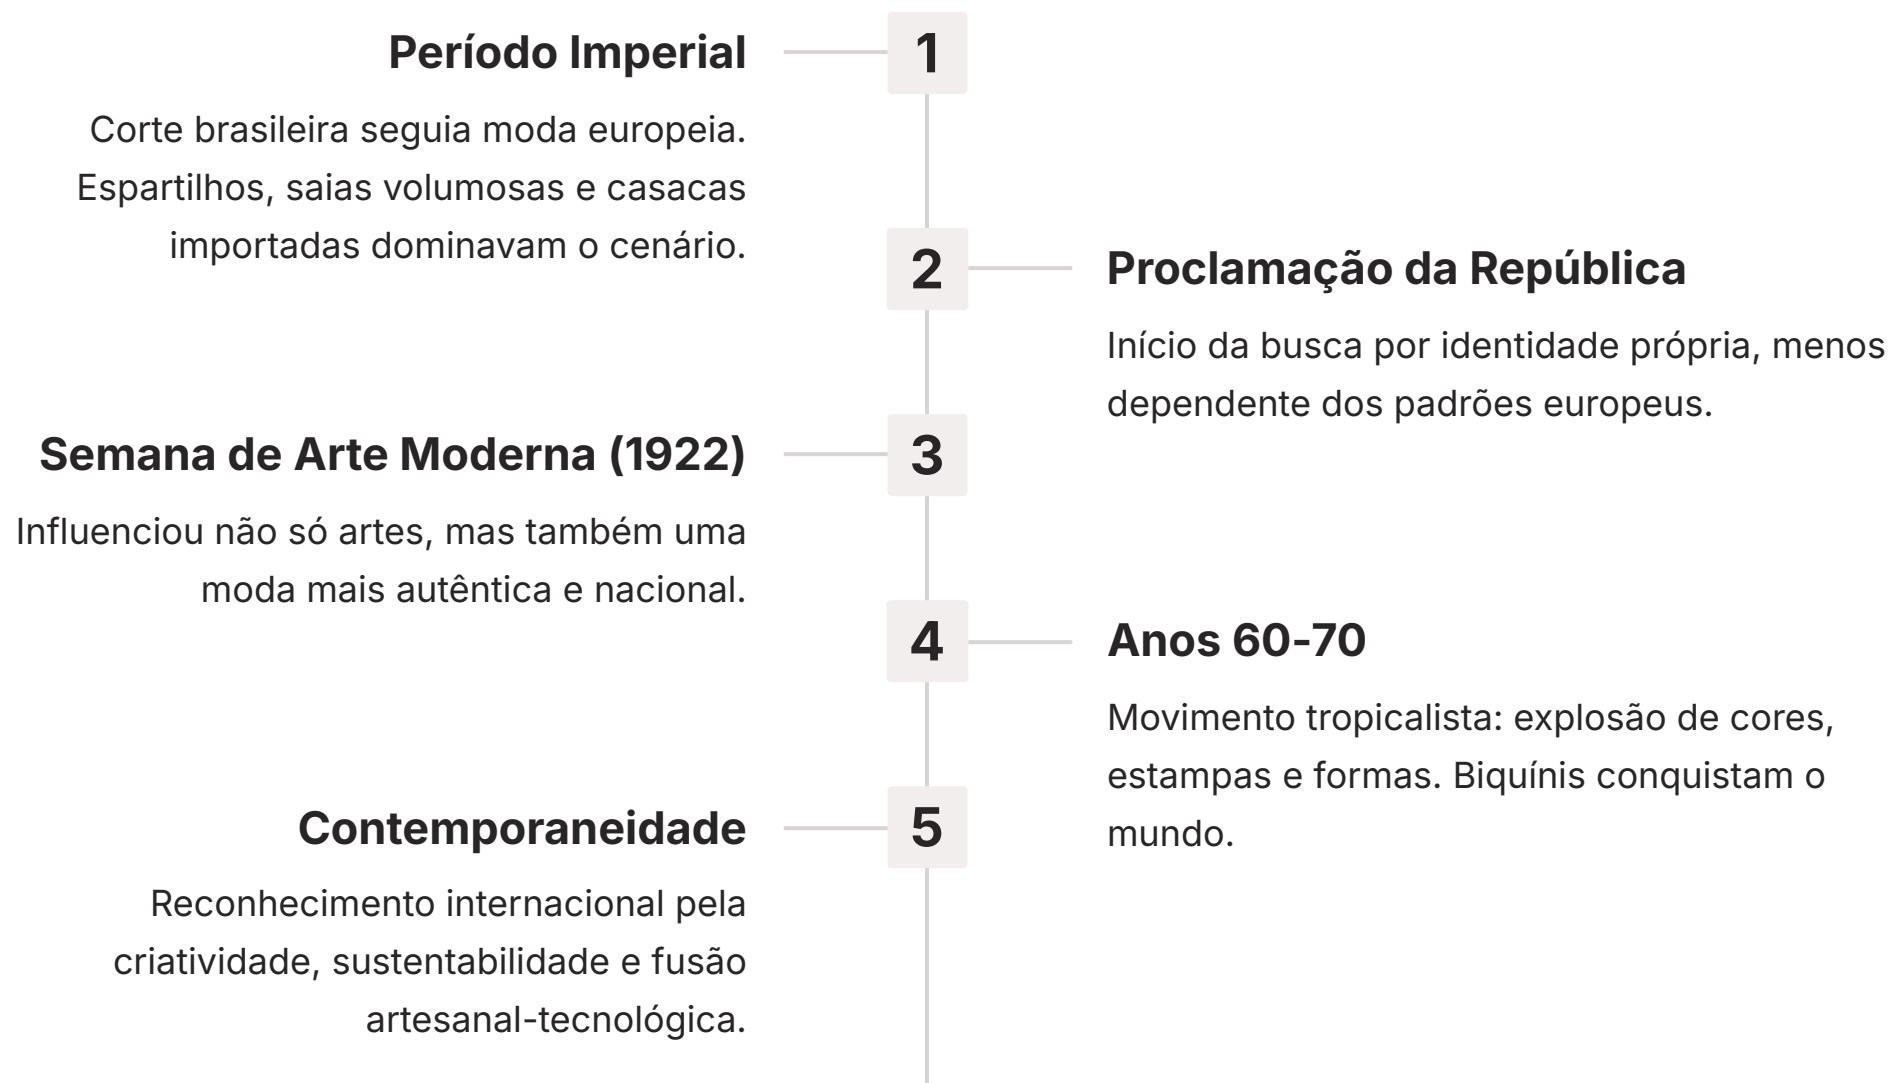 1
Período Imperial
Corte brasileira seguia moda europeia.
Espartilhos, saias volumosas e casacas
importadas dominavam o cenário.
2
Proclamação da República
Início da busca por identidade própria, menos
dependente dos padrões europeus.
3
Semana de Arte Moderna (1922)
Influenciou não só artes, mas também uma
moda mais autêntica e nacional.
4
Anos 60-70
Movimento tropicalista: explosão de cores,
estampas e formas. Biquínis conquistam o
mundo.
5
Contemporaneidade
Reconhecimento internacional pela
criatividade, sustentabilidade e fusão
artesanal-tecnológica.